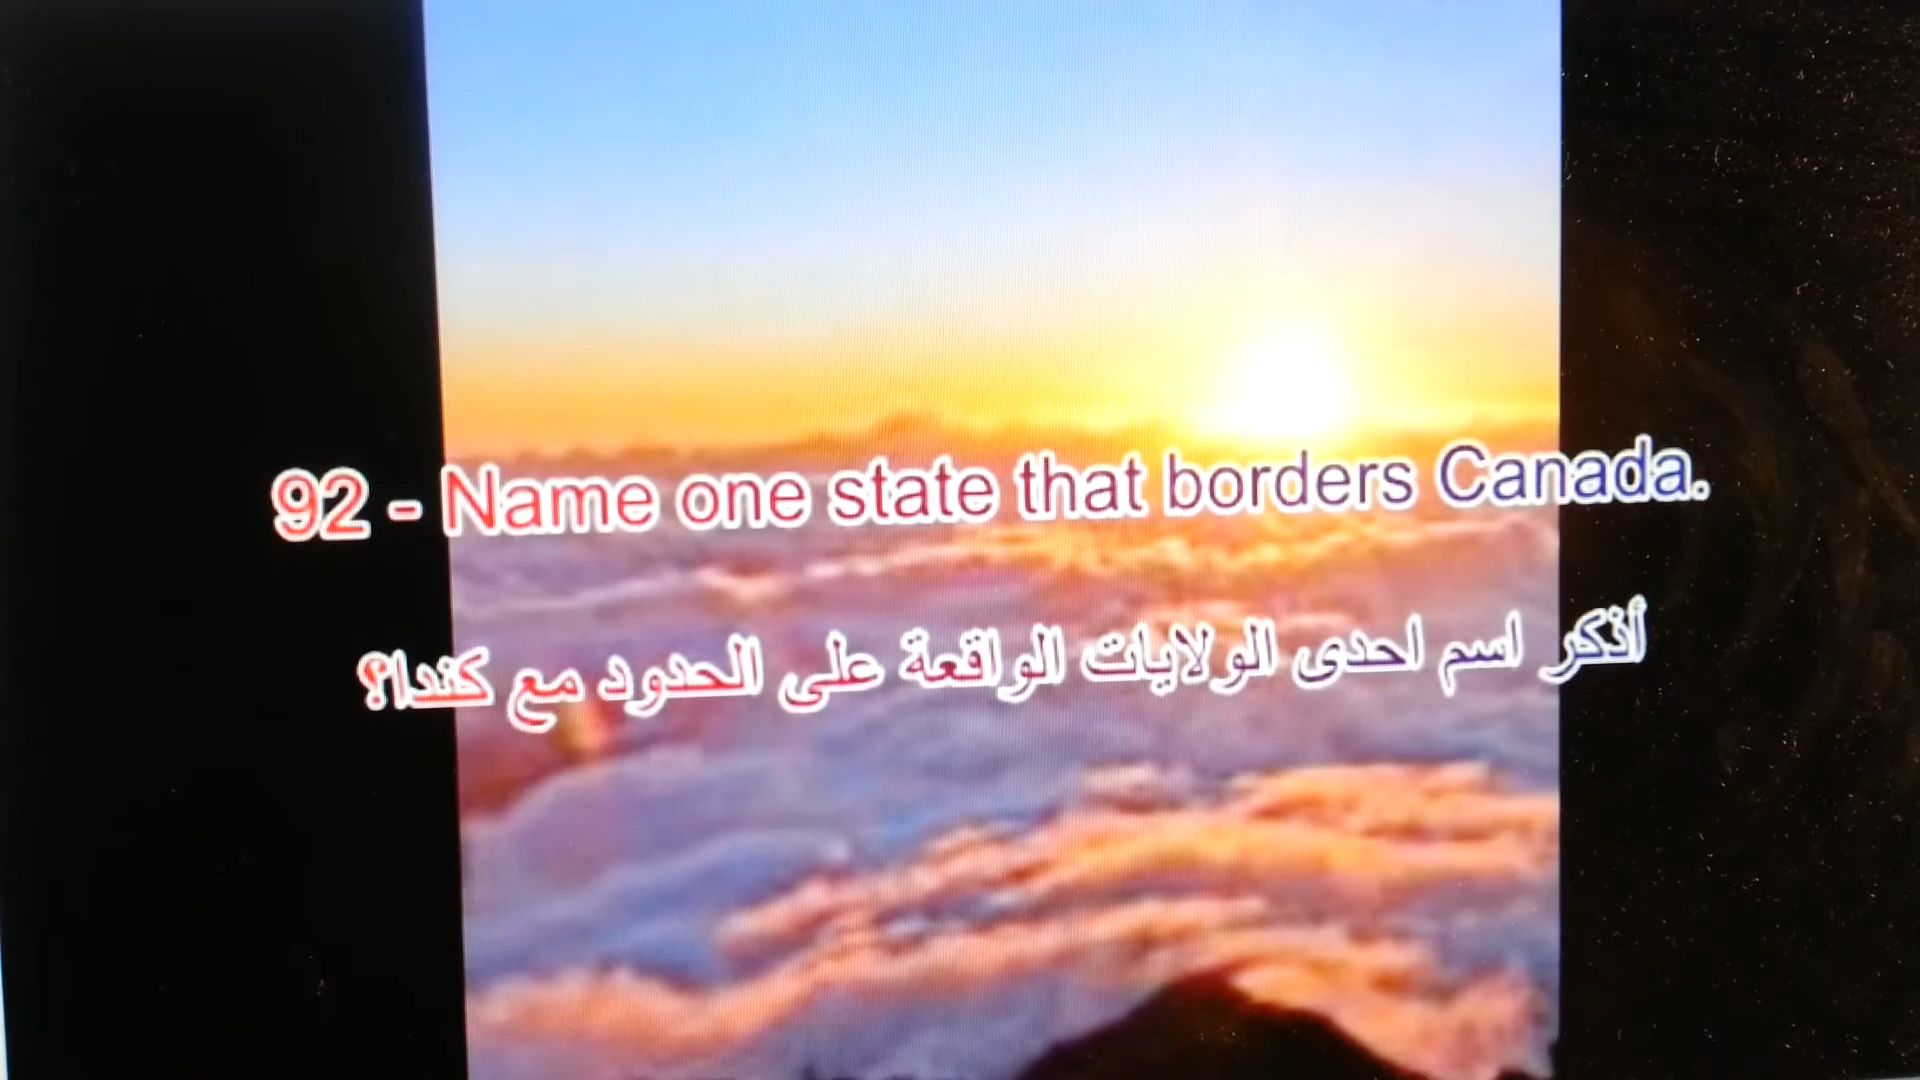 92 - Name one state that borders Canada.
أذكر اسم احدى الولايات الواقعة على الحدود مع كندا؟